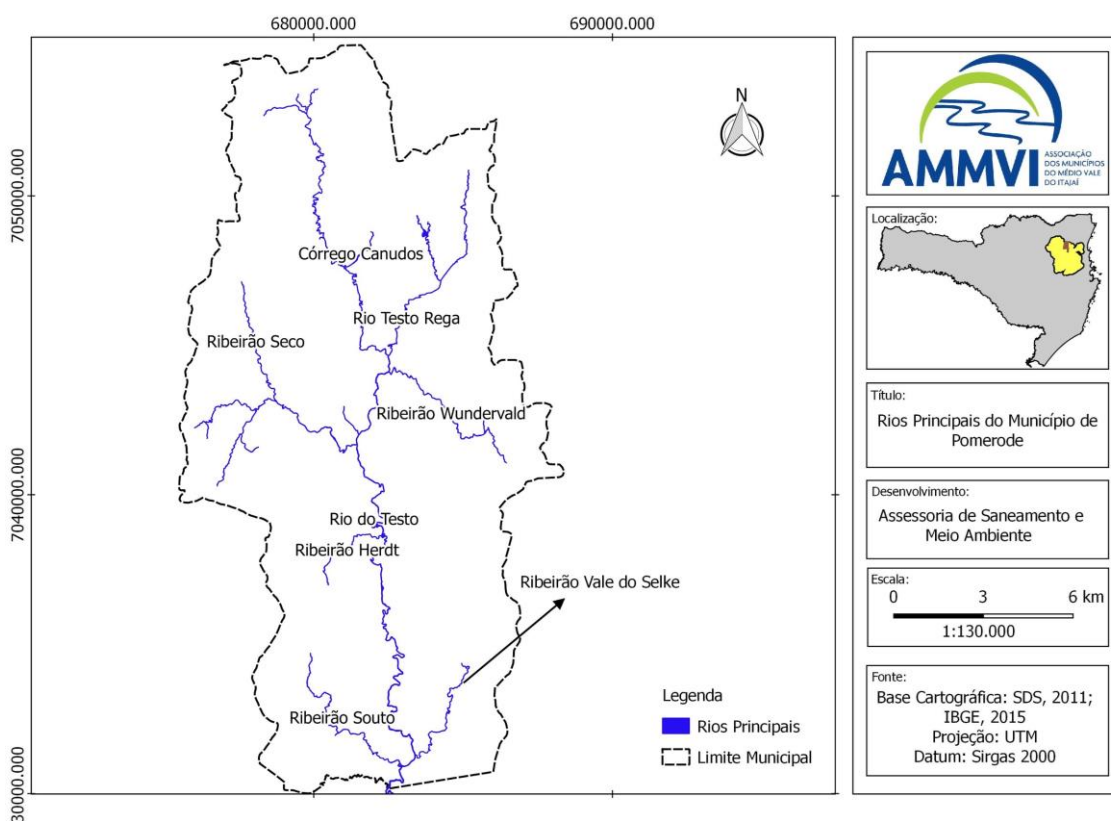 680000.000
690000.000
7050000.000
7040000.000
30000.000
N
Córrego Canudos
Rio Testo Rega
Ribeirão Seco
Ribeirão Wundervald
Rio do Testo
Ribeirão Herdt
Ribeirão Vale do Selke
Ribeirão Souto
Legenda
Rios Principais
Limite Municipal
AMMVI
ASSOCIAÇÃO
DOS MUNICÍPIOS
DO MÉDIO VALE
DO ITAJAÍ
Localização:
Título:
Rios Principais do Município de
Pomerode
Desenvolvimento:
Assessoria de Saneamento e
Meio Ambiente
Escala:
0 3 6 km
1:130.000
Fonte:
Base Cartográfica: SDS, 2011;
IBGE, 2015
Projeção: UTM
Datum: Sirgas 2000